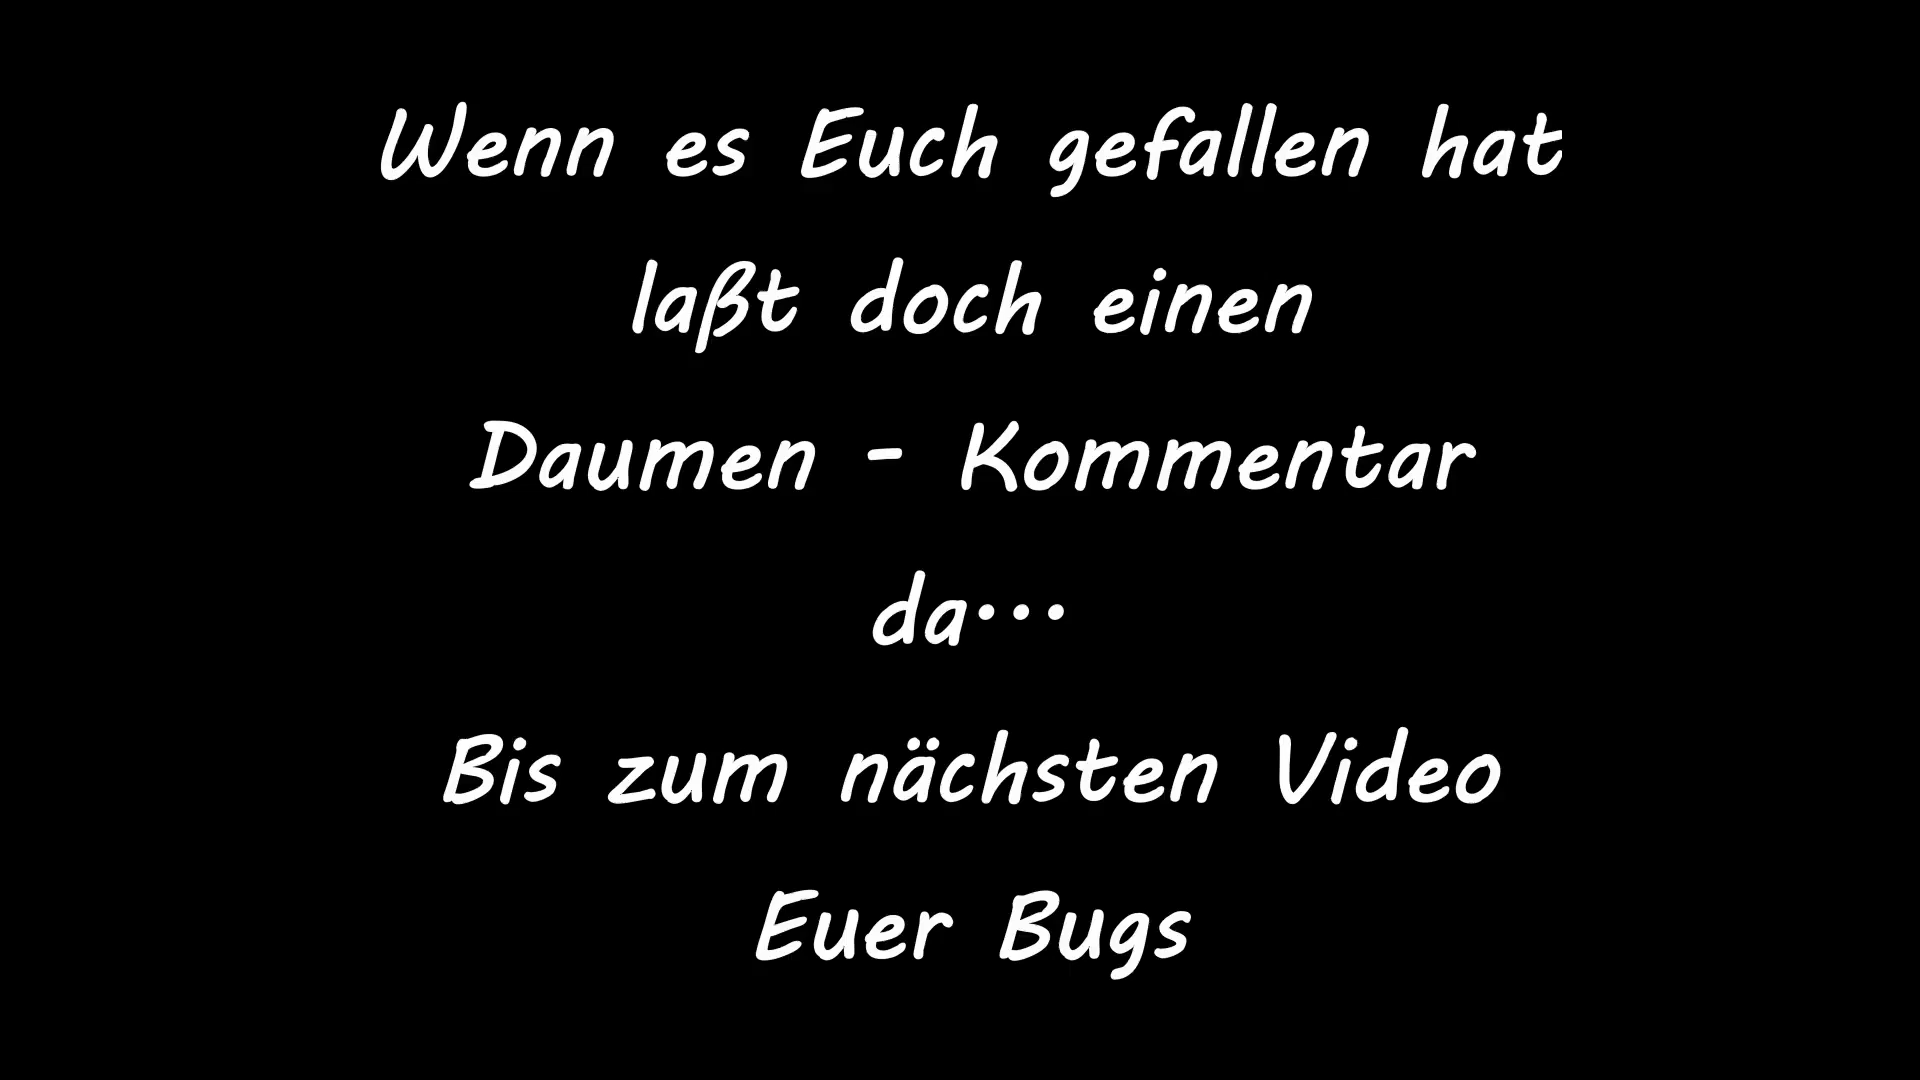 Wenn es Euch gefallen hat
laßt doch einen
Daumen - Kommentar
da...
Bis zum nächsten Video
Euer Bugs